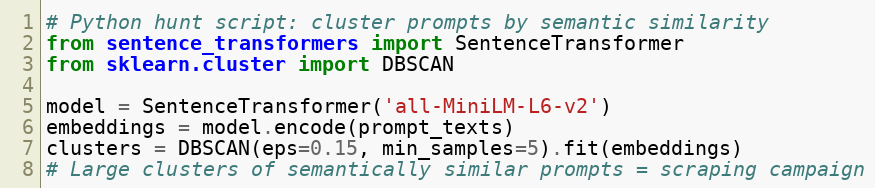 1 # Python hunt script: cluster prompts by semantic similarity
2 from sentence_transformers import SentenceTransformer
3 from sklearn.cluster import DBSCAN
4
5 model = SentenceTransformer('all-MiniLM-L6-v2')
6 embeddings = model.encode(prompt_texts)
7 clusters = DBSCAN(eps=0.15, min_samples=5).fit(embeddings)
8 # Large clusters of semantically similar prompts = scraping campaign